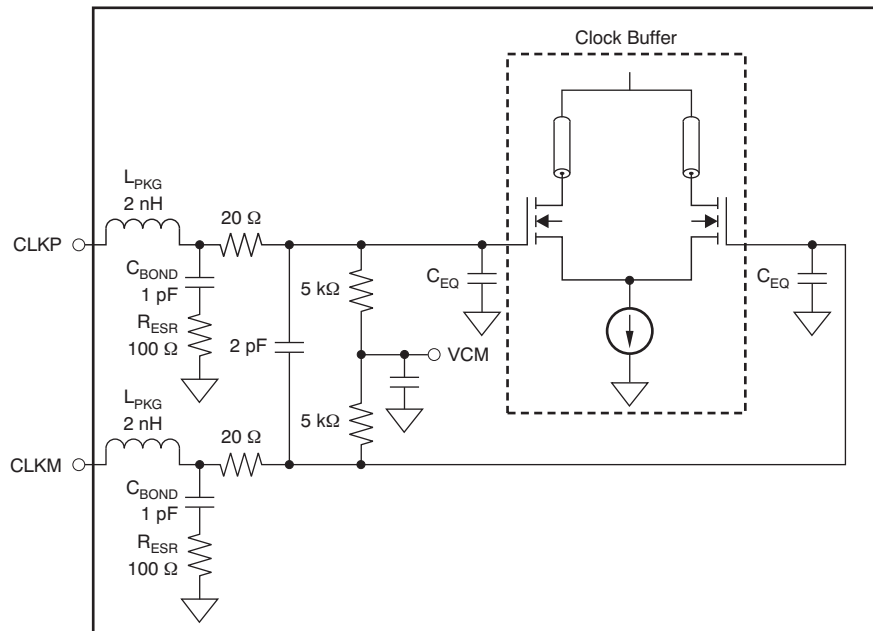 Clock Buffer
L_PKG
2 nH
20 Ω
CLKP
C_BOND
1 pF
R_ESR
100 Ω
5 kΩ
C_EQ
C_EQ
2 pF
VCM
L_PKG
2 nH
20 Ω
5 kΩ
CLKM
C_BOND
1 pF
R_ESR
100 Ω